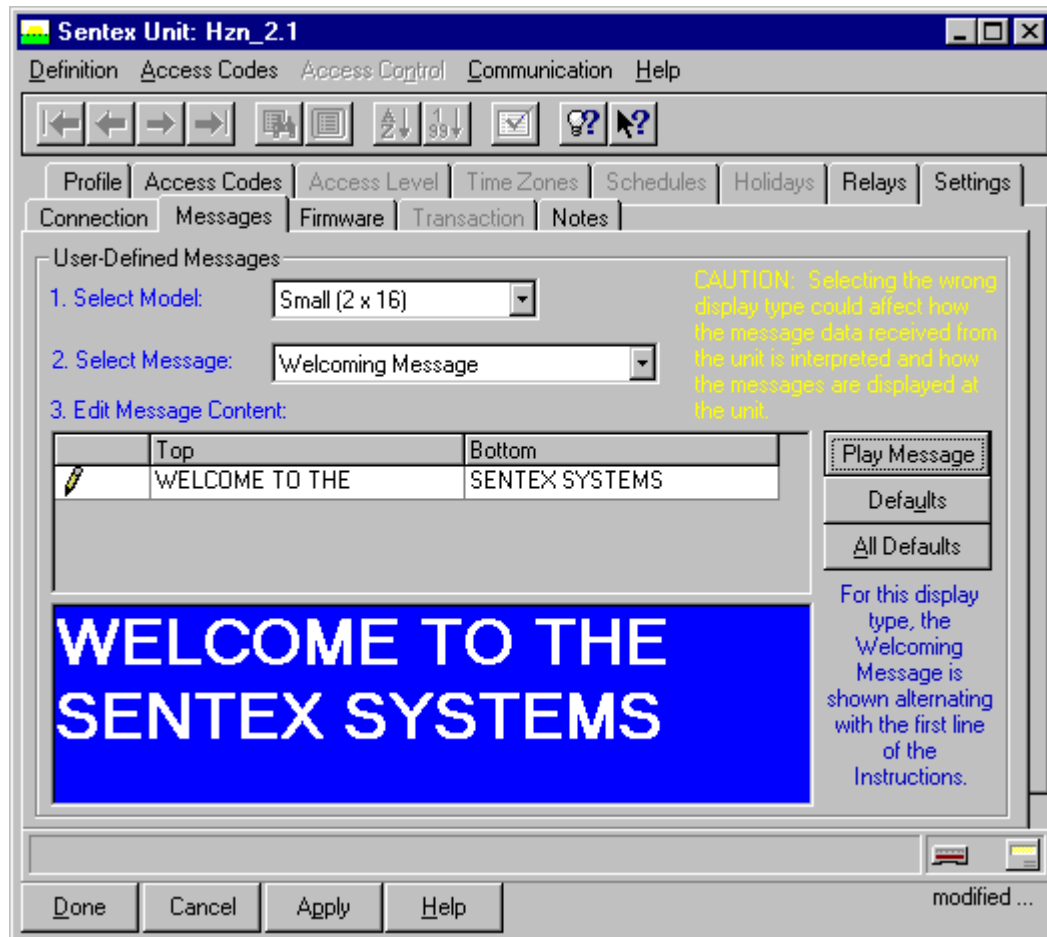 Sentex Unit: Hzn_2.1
Definition Access Codes Access Control Communication Help
A Z 1 99 ? ?
Profile Access Codes Access Level Time Zones Schedules Holidays Relays Settings
Connection Messages Firmware Transaction Notes
User-Defined Messages
1. Select Model: Small (2 x 16)
2. Select Message: Welcoming Message
CAUTION: Selecting the wrong
display type could affect how
the message data received from
the unit is interpreted and how
the messages are displayed at
the unit.
3. Edit Message Content:
Top Bottom
WELCOME TO THE SENTEX SYSTEMS
Play Message
Defaults
All Defaults
WELCOME TO THE
SENTEX SYSTEMS
For this display
type, the
Welcoming
Message is
shown alternating
with the first line
of the
Instructions.
Done Cancel Apply Help modified ...